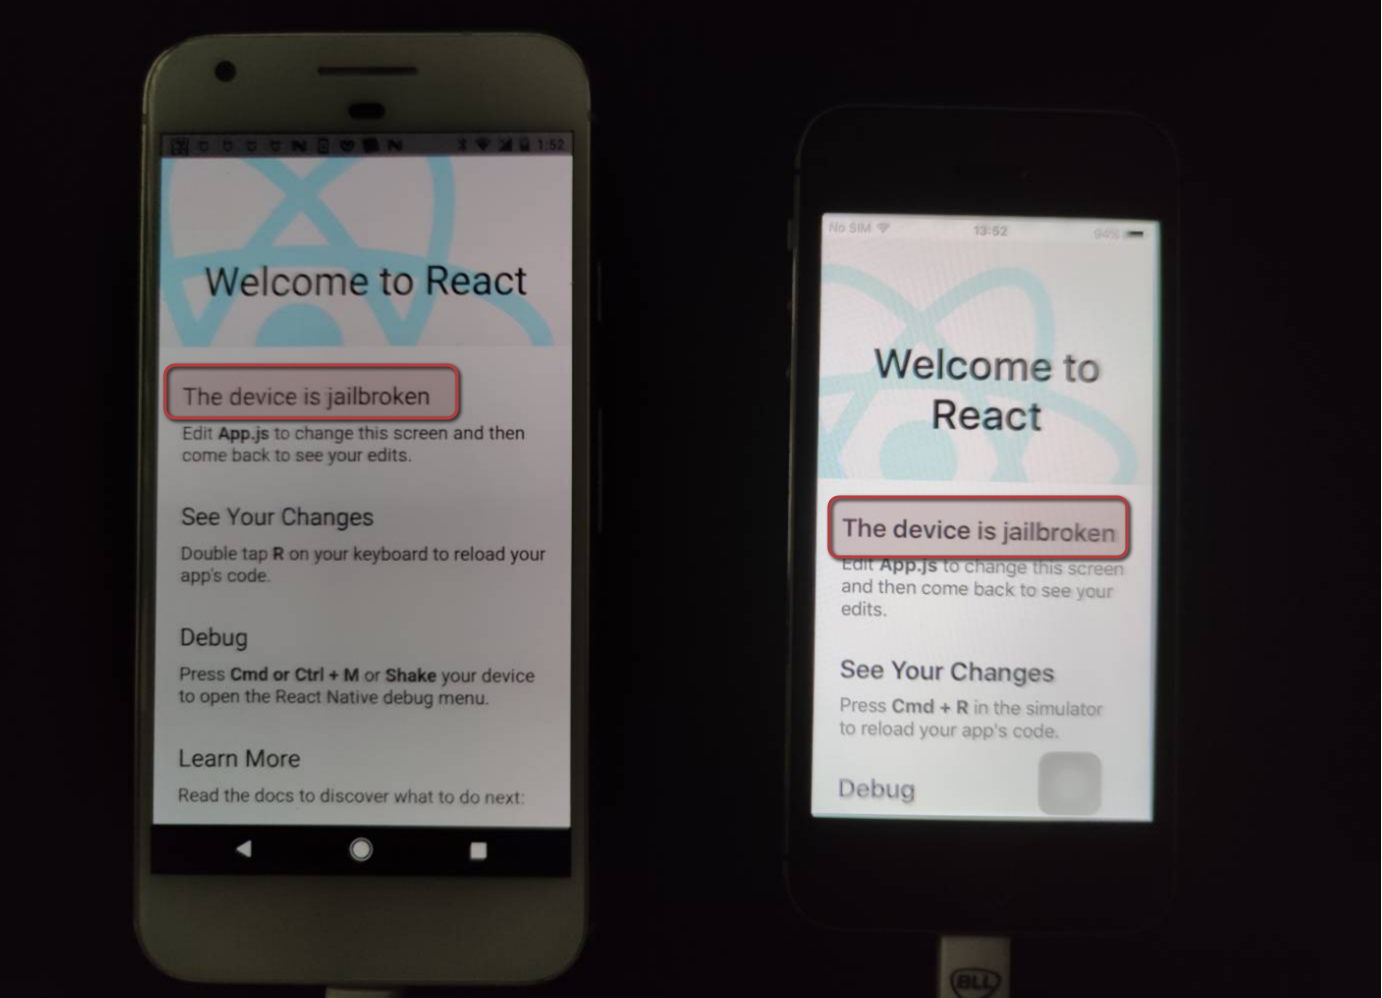 1:52
Welcome to React
The device is jailbroken
Edit App.js to change this screen and then
come back to see your edits.
See Your Changes
Double tap R on your keyboard to reload your
app's code.
Debug
Press Cmd or Ctrl + M or Shake your device
to open the React Native debug menu.
Learn More
Read the docs to discover what to do next:
No SIM 13:52 94%
Welcome to
React
The device is jailbroken
Edit App.js to change this screen
and then come back to see your
edits.
See Your Changes
Press Cmd + R in the simulator
to reload your app's code.
Debug
BLL